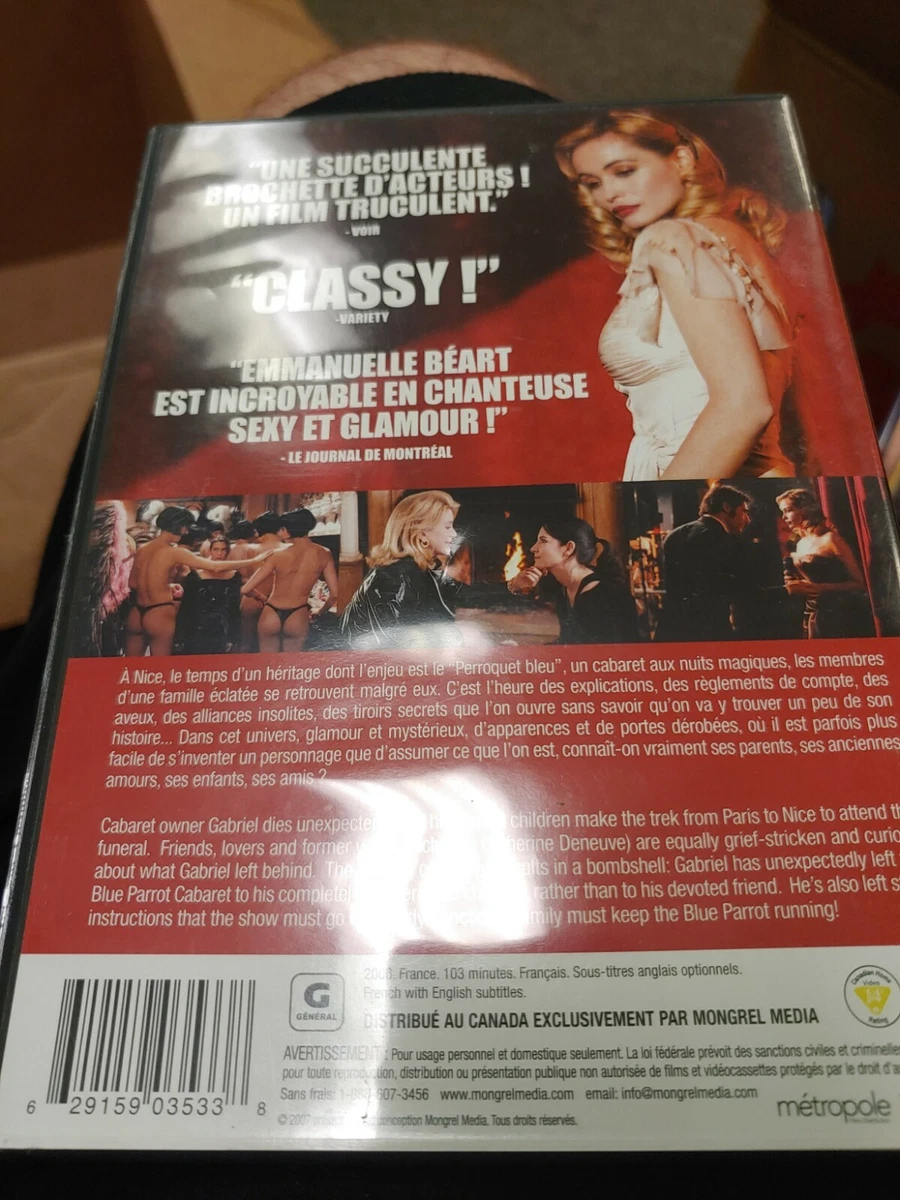 "UNE SUCCULENTE
BROCHETTE D'ACTEURS !
UN FILM TRUCULENT."
- VOIR
"CLASSY !"
-VARIETY
"EMMANUELLE BÉART
EST INCROYABLE EN CHANTEUSE
SEXY ET GLAMOUR !"
- LE JOURNAL DE MONTRÉAL
À Nice, le temps d'un héritage dont l'enjeu est le "Perroquet bleu", un cabaret aux nuits magiques, les membres
d'une famille éclatée se retrouvent malgré eux. C'est l'heure des explications, des règlements de compte, des
aveux, des alliances insolites, des tiroirs secrets que l'on ouvre sans savoir qu'on va y trouver un peu de son
histoire... Dans cet univers, glamour et mystérieux, d'apparences et de portes dérobées, où il est parfois plus
facile de s'inventer un personnage que d'assumer ce que l'on est, connaît-on vraiment ses parents, ses anciennes
amours, ses enfants, ses amis ?
Cabaret owner Gabriel dies children make the trek from Paris to Nice to attend
funeral. Friends, lovers and former Deneuve) are equally grief-stricken and
about what Gabriel left behind. in a bombshell: Gabriel has unexpectedly left
Blue Parrot Cabaret to his rather than to his devoted friend. He's also left
instructions that the show must go must keep the Blue Parrot running!
G
GÉNÉRAL
France. 103 minutes. Français. Sous-titres anglais optionnels.
French with English subtitles.
DISTRIBUÉ AU CANADA EXCLUSIVEMENT PAR MONGREL MEDIA
Canadian Home
Video
14
Rating
AVERTISSEMENT : Pour usage personnel et domestique seulement. La loi fédérale prévoit des sanctions civiles et
pour toute reproduction, distribution ou présentation publique non autorisée de films et vidéocassettes protégés par le droit
Sans frais: www.mongrelmedia.com email: info@mongrelmedia.com
© 2007 Mongrel Media. Tous droits réservés.
métropole
6 29159 03533 8